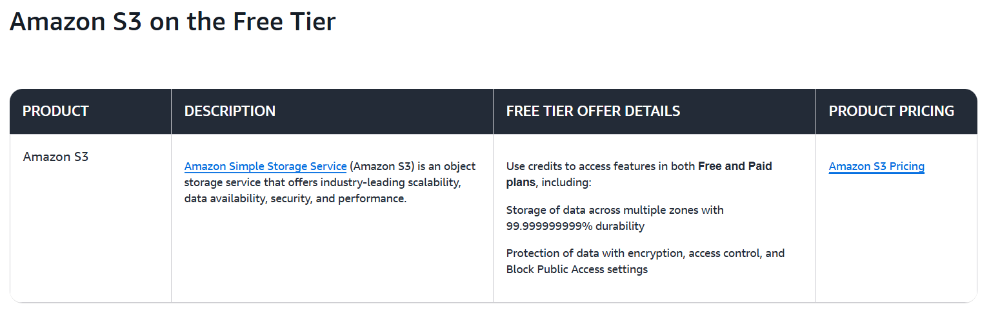 Amazon S3 on the Free Tier
PRODUCT
DESCRIPTION
FREE TIER OFFER DETAILS
PRODUCT PRICING
Amazon S3
Amazon Simple Storage Service (Amazon S3) is an object
storage service that offers industry-leading scalability,
data availability, security, and performance.
Use credits to access features in both Free and Paid
plans, including:
Storage of data across multiple zones with
99.999999999% durability
Protection of data with encryption, access control, and
Block Public Access settings
Amazon S3 Pricing